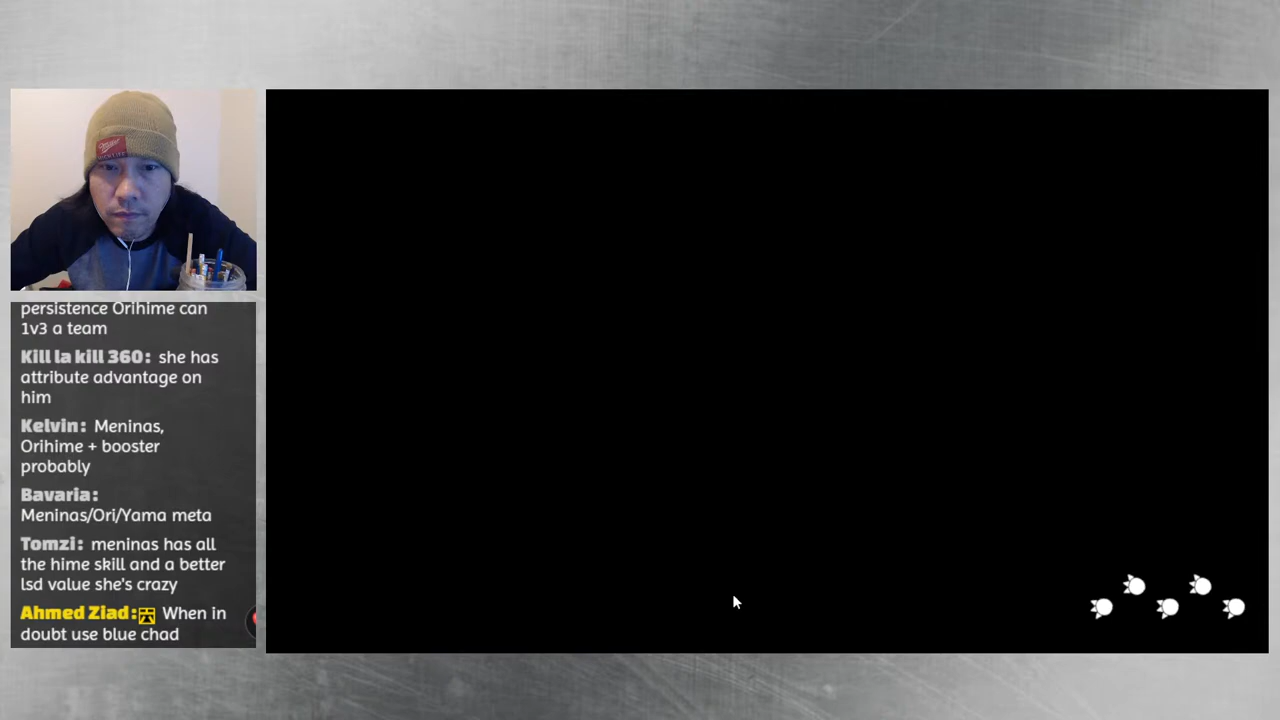 persistence Orihime can
1v3 a team
Kill la kill 360: she has
attribute advantage on
him
Kelvin: Meninas,
Orihime + booster
probably
Bavaria:
Meninas/Ori/Yama meta
Tomzi: meninas has all
the hime skill and a better
lsd value she's crazy
Ahmed Ziad: When in
doubt use blue chad